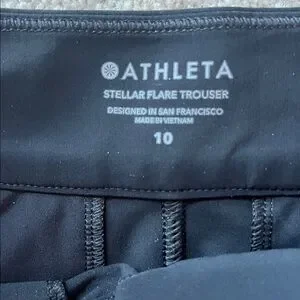 ATHLETA
STELLAR FLARE TROUSER
DESIGNED IN SAN FRANCISCO
MADE IN VIETNAM
10